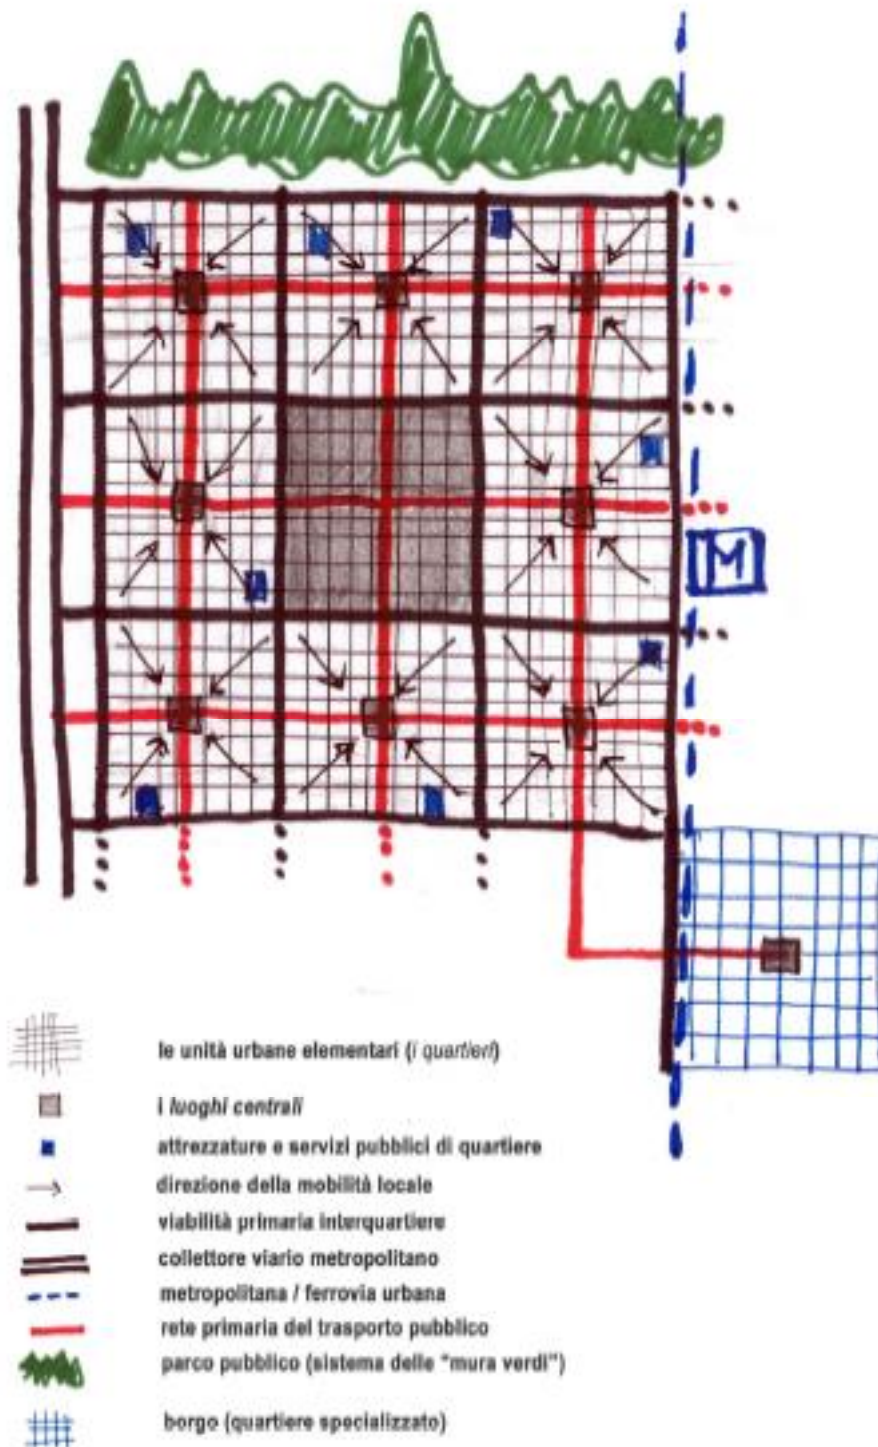 M
le unità urbane elementari (i quartieri)
i luoghi centrali
attrezzature e servizi pubblici di quartiere
direzione della mobilità locale
viabilità primaria interquartiere
collettore viario metropolitano
metropolitana / ferrovia urbana
rete primaria del trasporto pubblico
parco pubblico (sistema delle "mura verdi")
borgo (quartiere specializzato)